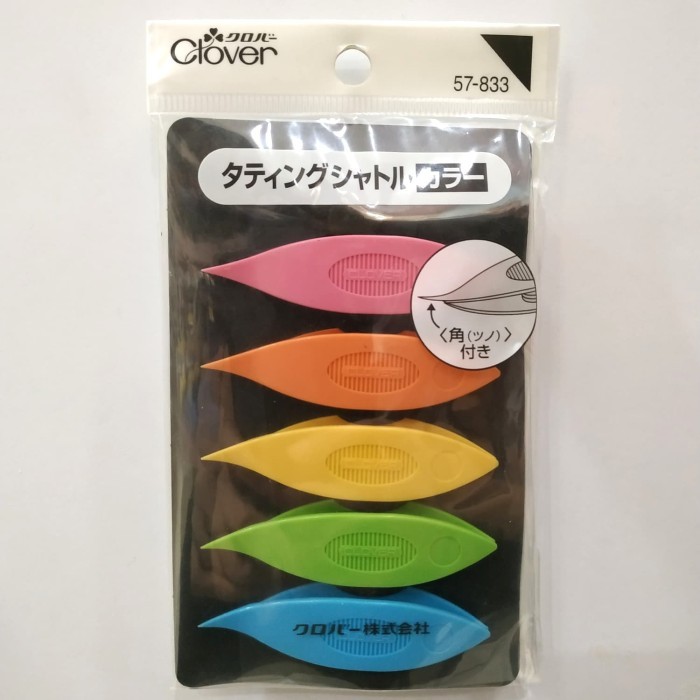 クロバー
Clover
57-833
タティングシャトル カラー
〈角(ツノ)〉
付き
クロバー株式会社